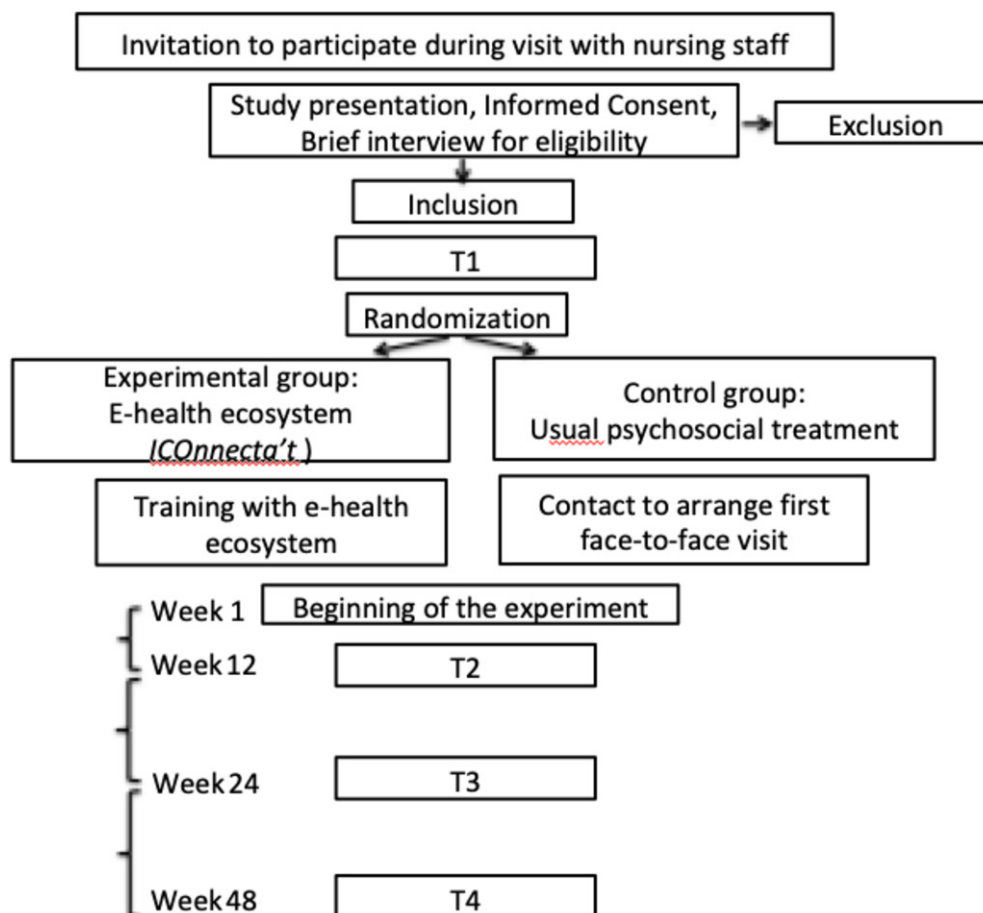 Invitation to participate during visit with nursing staff
Study presentation, Informed Consent,
Brief interview for eligibility
Exclusion
Inclusion
T1
Randomization
Experimental group:
E-health ecosystem
ICOnnecta't )
Control group:
Usual psychosocial treatment
Training with e-health
ecosystem
Contact to arrange first
face-to-face visit
Week 1
Beginning of the experiment
Week 12
T2
Week 24
T3
Week 48
T4